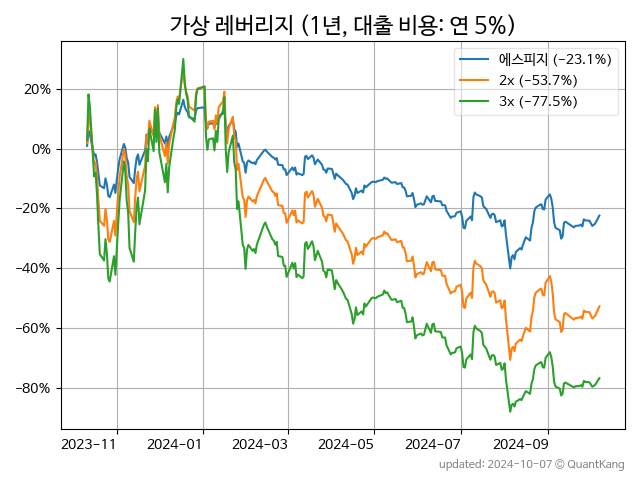 가상 레버리지 (1년, 대출 비용: 연 5%)
에스피지 (−23.1%)
2x (−53.7%)
3x (−77.5%)
20%
0%
−20%
−40%
−60%
−80%
2023-11
2024-01
2024-03
2024-05
2024-07
2024-09
updated: 2024-10-07 © QuantKang